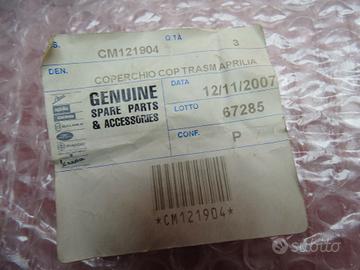 S. CM121904 Q.TÀ 3
DEN. COPERCHIO COP TRASM APRILIA
GENUINE
SPARE PARTS
& ACCESSORIES
DATA 12/11/2007
LOTTO 67285
CONF. P
*CM121904*
subito